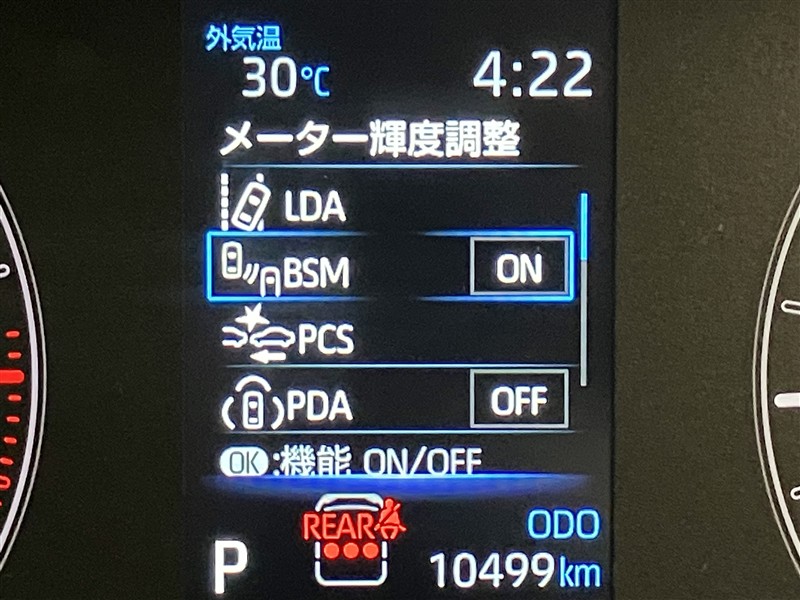 外気温
30℃ 4:22
メーター輝度調整
LDA
BSM ON
PCS
PDA OFF
OK:機能 ON/OFF
REAR ODO
P 10499km